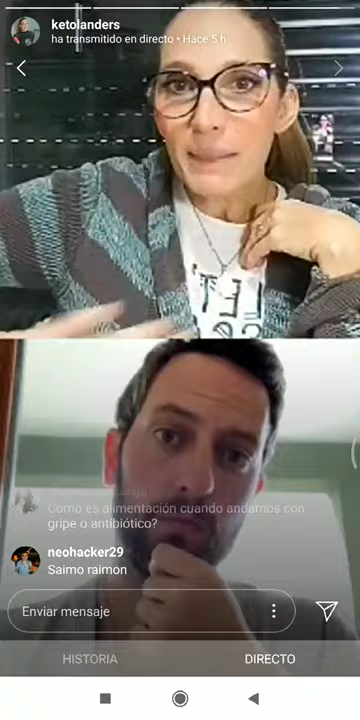 ketolanders
ha transmitido en directo • Hace 5 h
Como es alimentación cuando andamos con
gripe o antibiótico?
neohacker29
Saimo raimon
Enviar mensaje
HISTORIA
DIRECTO